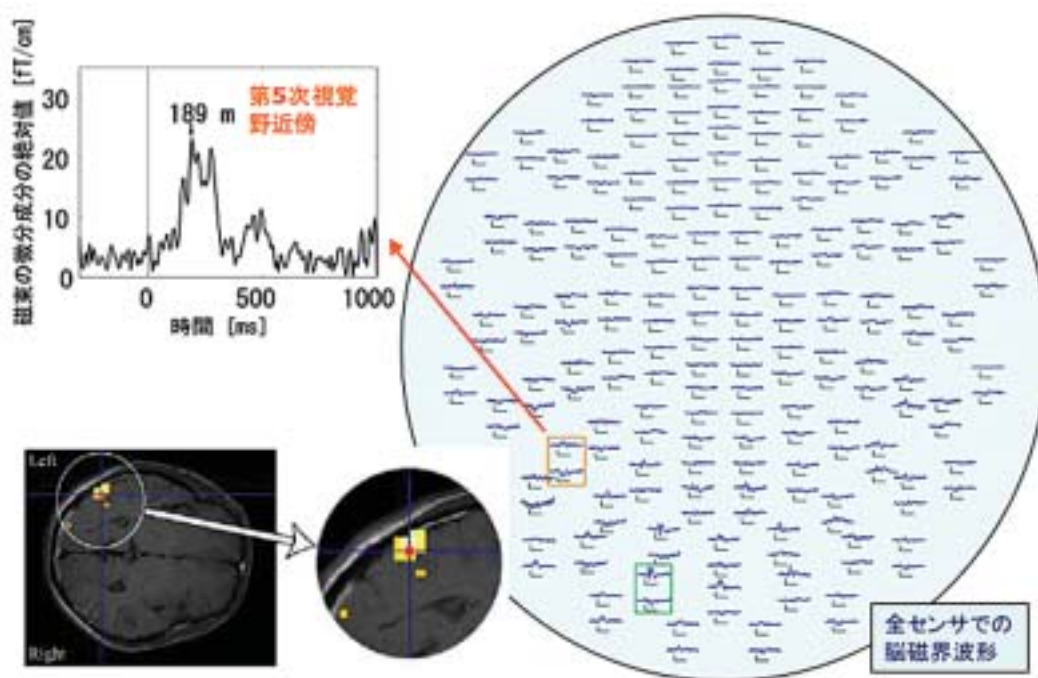 磁束の微分成分の絶対値 [fT/cm]
30
20
10
0
189 m
第5次視覚
野近傍
0
500
1000
時間 [ms]
Left
Right
全センサでの
脳磁界波形